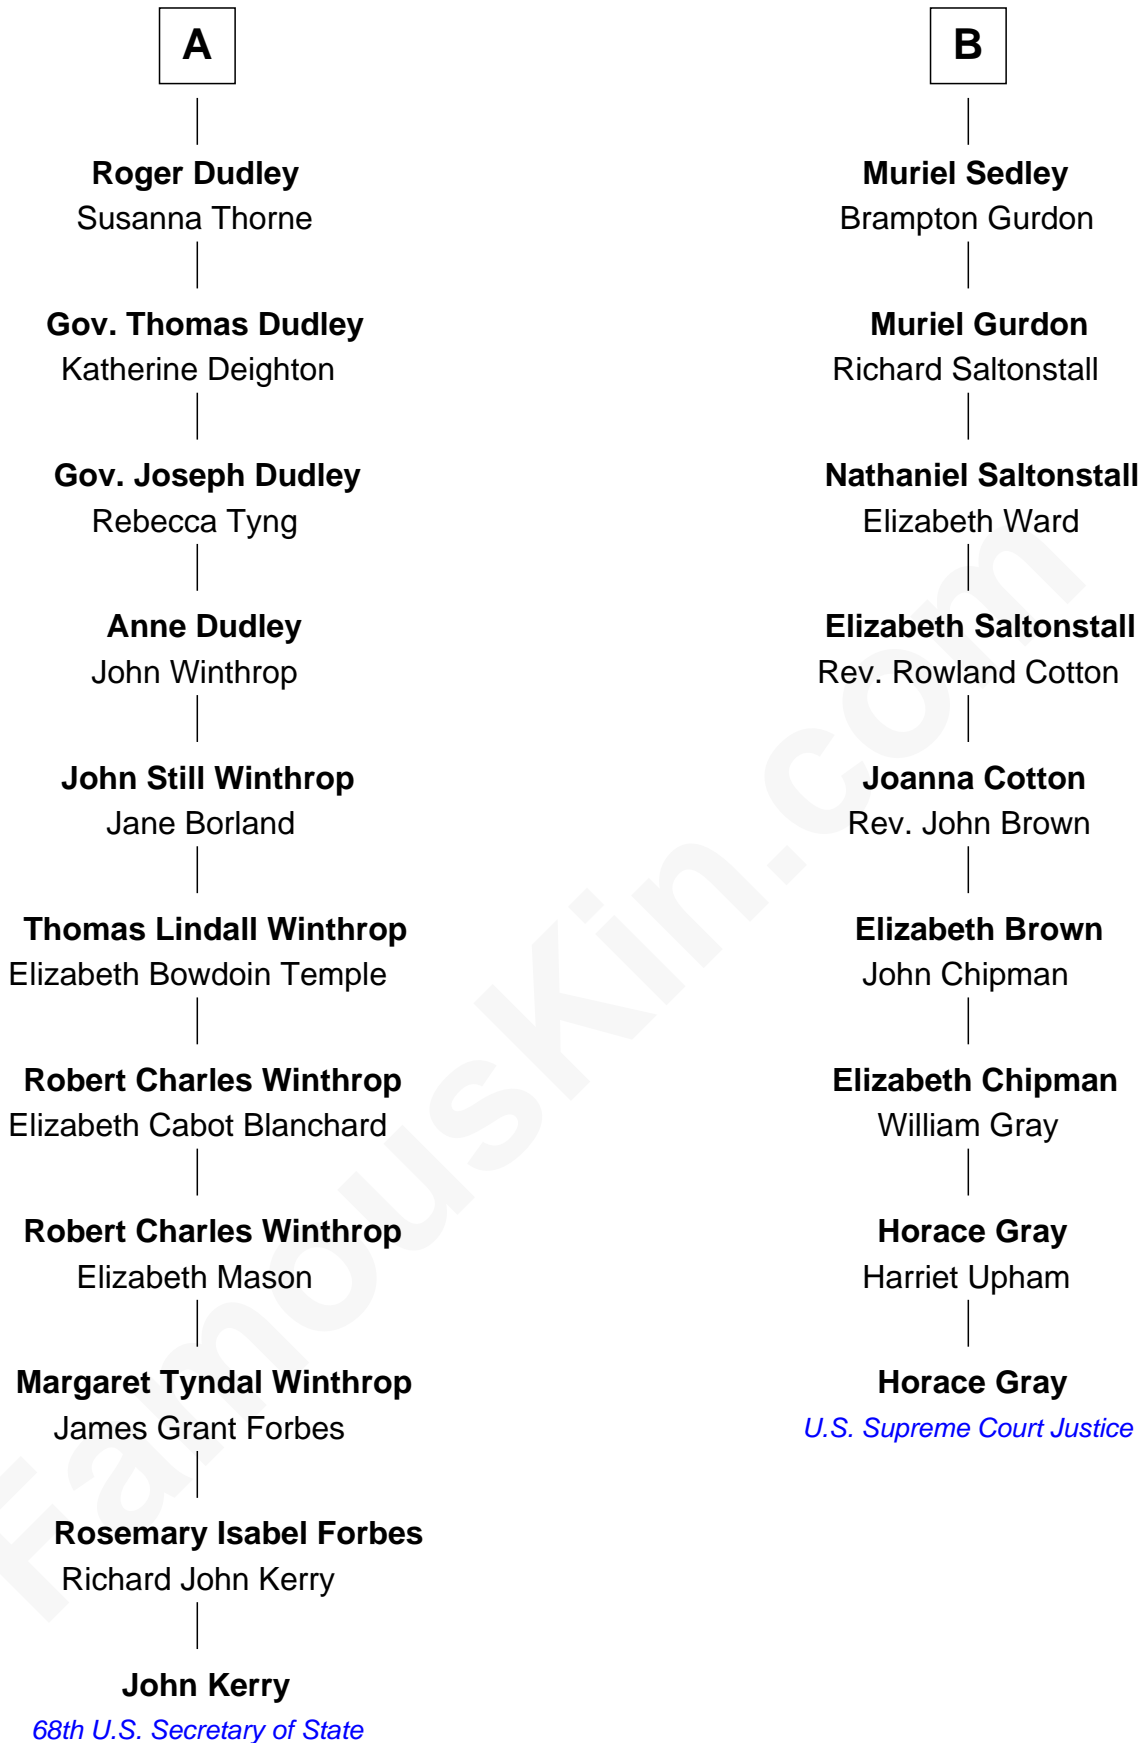 A
Roger Dudley
Susanna Thorne
Gov. Thomas Dudley
Katherine Deighton
Gov. Joseph Dudley
Rebecca Tyng
Anne Dudley
John Winthrop
John Still Winthrop
Jane Borland
Thomas Lindall Winthrop
Elizabeth Bowdoin Temple
Robert Charles Winthrop
Elizabeth Cabot Blanchard
Robert Charles Winthrop
Elizabeth Mason
Margaret Tyndal Winthrop
James Grant Forbes
Rosemary Isabel Forbes
Richard John Kerry
John Kerry
68th U.S. Secretary of State
B
Muriel Sedley
Brampton Gurdon
Muriel Gurdon
Richard Saltonstall
Nathaniel Saltonstall
Elizabeth Ward
Elizabeth Saltonstall
Rev. Rowland Cotton
Joanna Cotton
Rev. John Brown
Elizabeth Brown
John Chipman
Elizabeth Chipman
William Gray
Horace Gray
Harriet Upham
Horace Gray
U.S. Supreme Court Justice
FamousKin.com